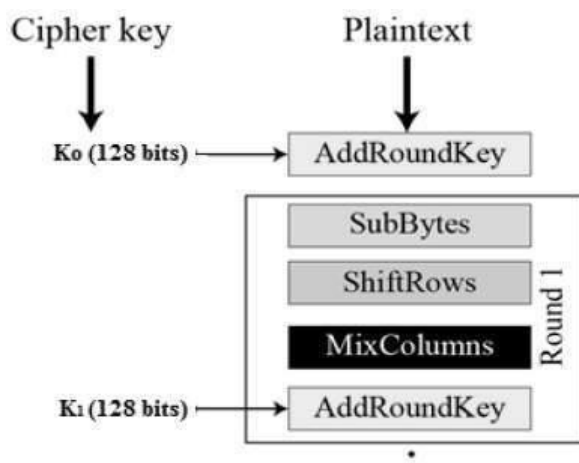 Cipher key
Plaintext
K0 (128 bits)
AddRoundKey
SubBytes
ShiftRows
MixColumns
Round 1
K1 (128 bits)
AddRoundKey